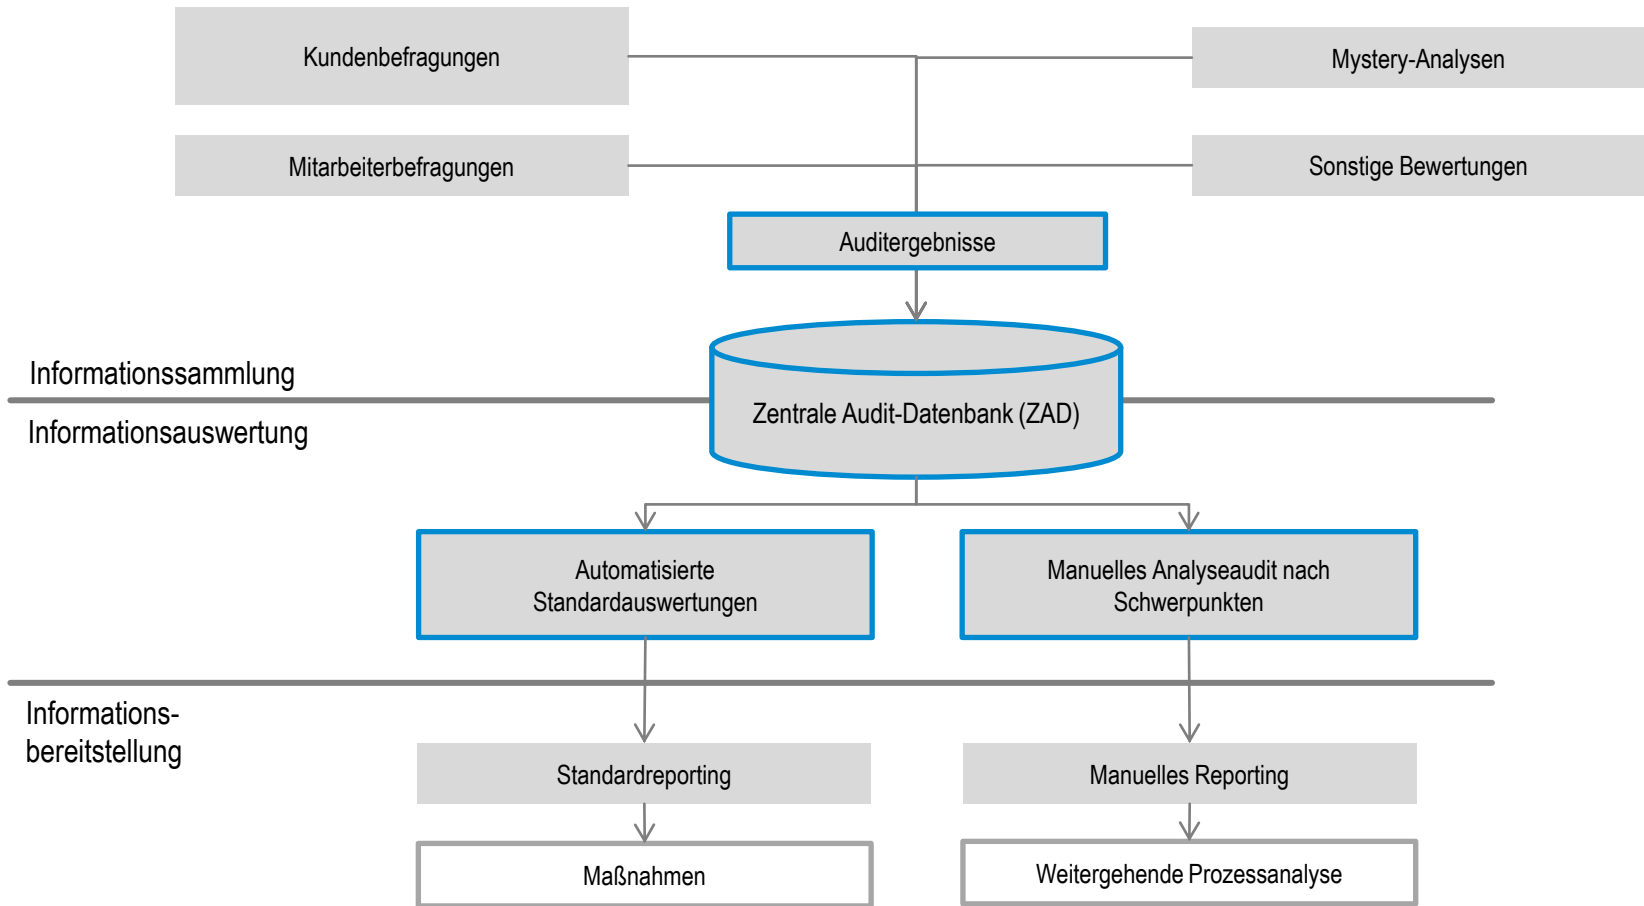 Kundenbefragungen
Mystery-Analysen
Mitarbeiterbefragungen
Sonstige Bewertungen
Auditergebnisse
Informationssammlung
Zentrale Audit-Datenbank (ZAD)
Informationsauswertung
Automatisierte
Standardauswertungen
Manuelles Analyseaudit nach
Schwerpunkten
Informations-
bereitstellung
Standardreporting
Manuelles Reporting
Maßnahmen
Weitergehende Prozessanalyse